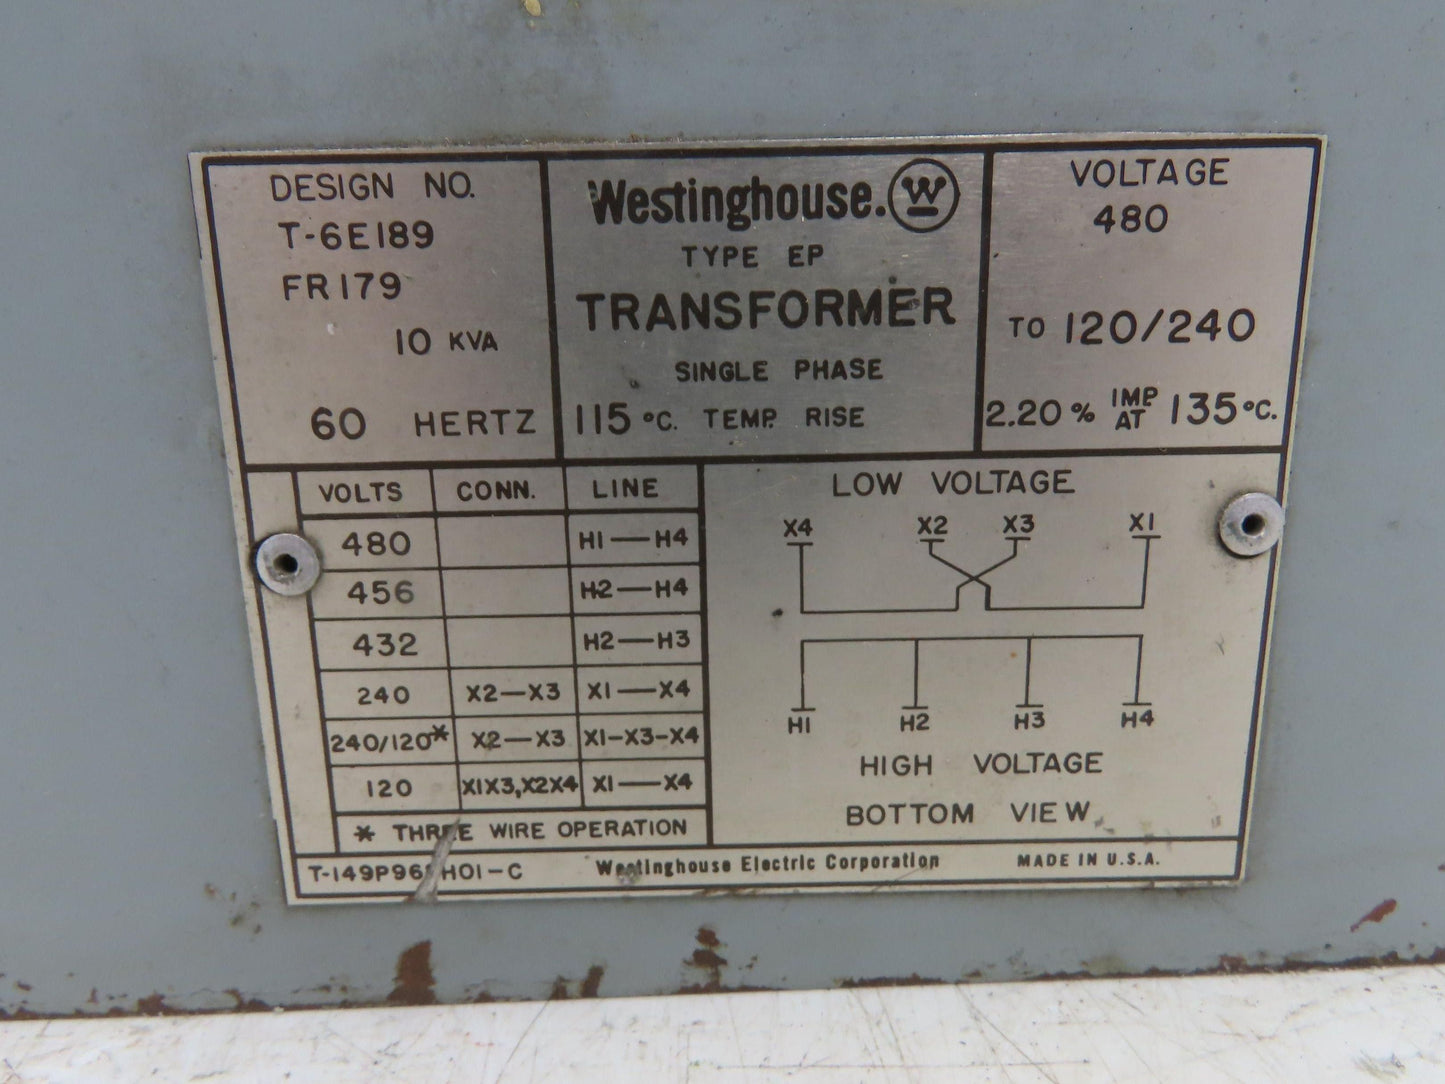 DESIGN NO.
T-6E189
FR179
10 KVA
60 HERTZ
Westinghouse. W
TYPE EP
TRANSFORMER
SINGLE PHASE
115 °C. TEMP. RISE
VOLTAGE
480
TO 120/240
2.20 % IMP AT 135 °C.
VOLTS CONN. LINE
480 H1—H4
456 H2—H4
432 H2—H3
240 X2—X3 X1—X4
240/120* X2—X3 X1-X3-X4
120 X1X3,X2X4 X1—X4
* THREE WIRE OPERATION
LOW VOLTAGE
X4 X2 X3 X1
H1 H2 H3 H4
HIGH VOLTAGE
BOTTOM VIEW
Westinghouse Electric Corporation
MADE IN U.S.A.